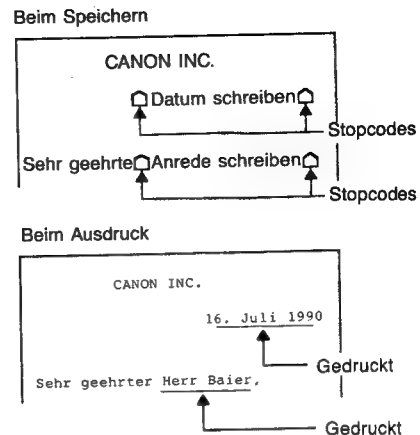 Beim Speichern
CANON INC.
Datum schreiben
Stopcodes
Sehr geehrte Anrede schreiben
Stopcodes
Beim Ausdruck
CANON INC.
16. Juli 1990
Gedruckt
Sehr geehrter Herr Baier,
Gedruckt